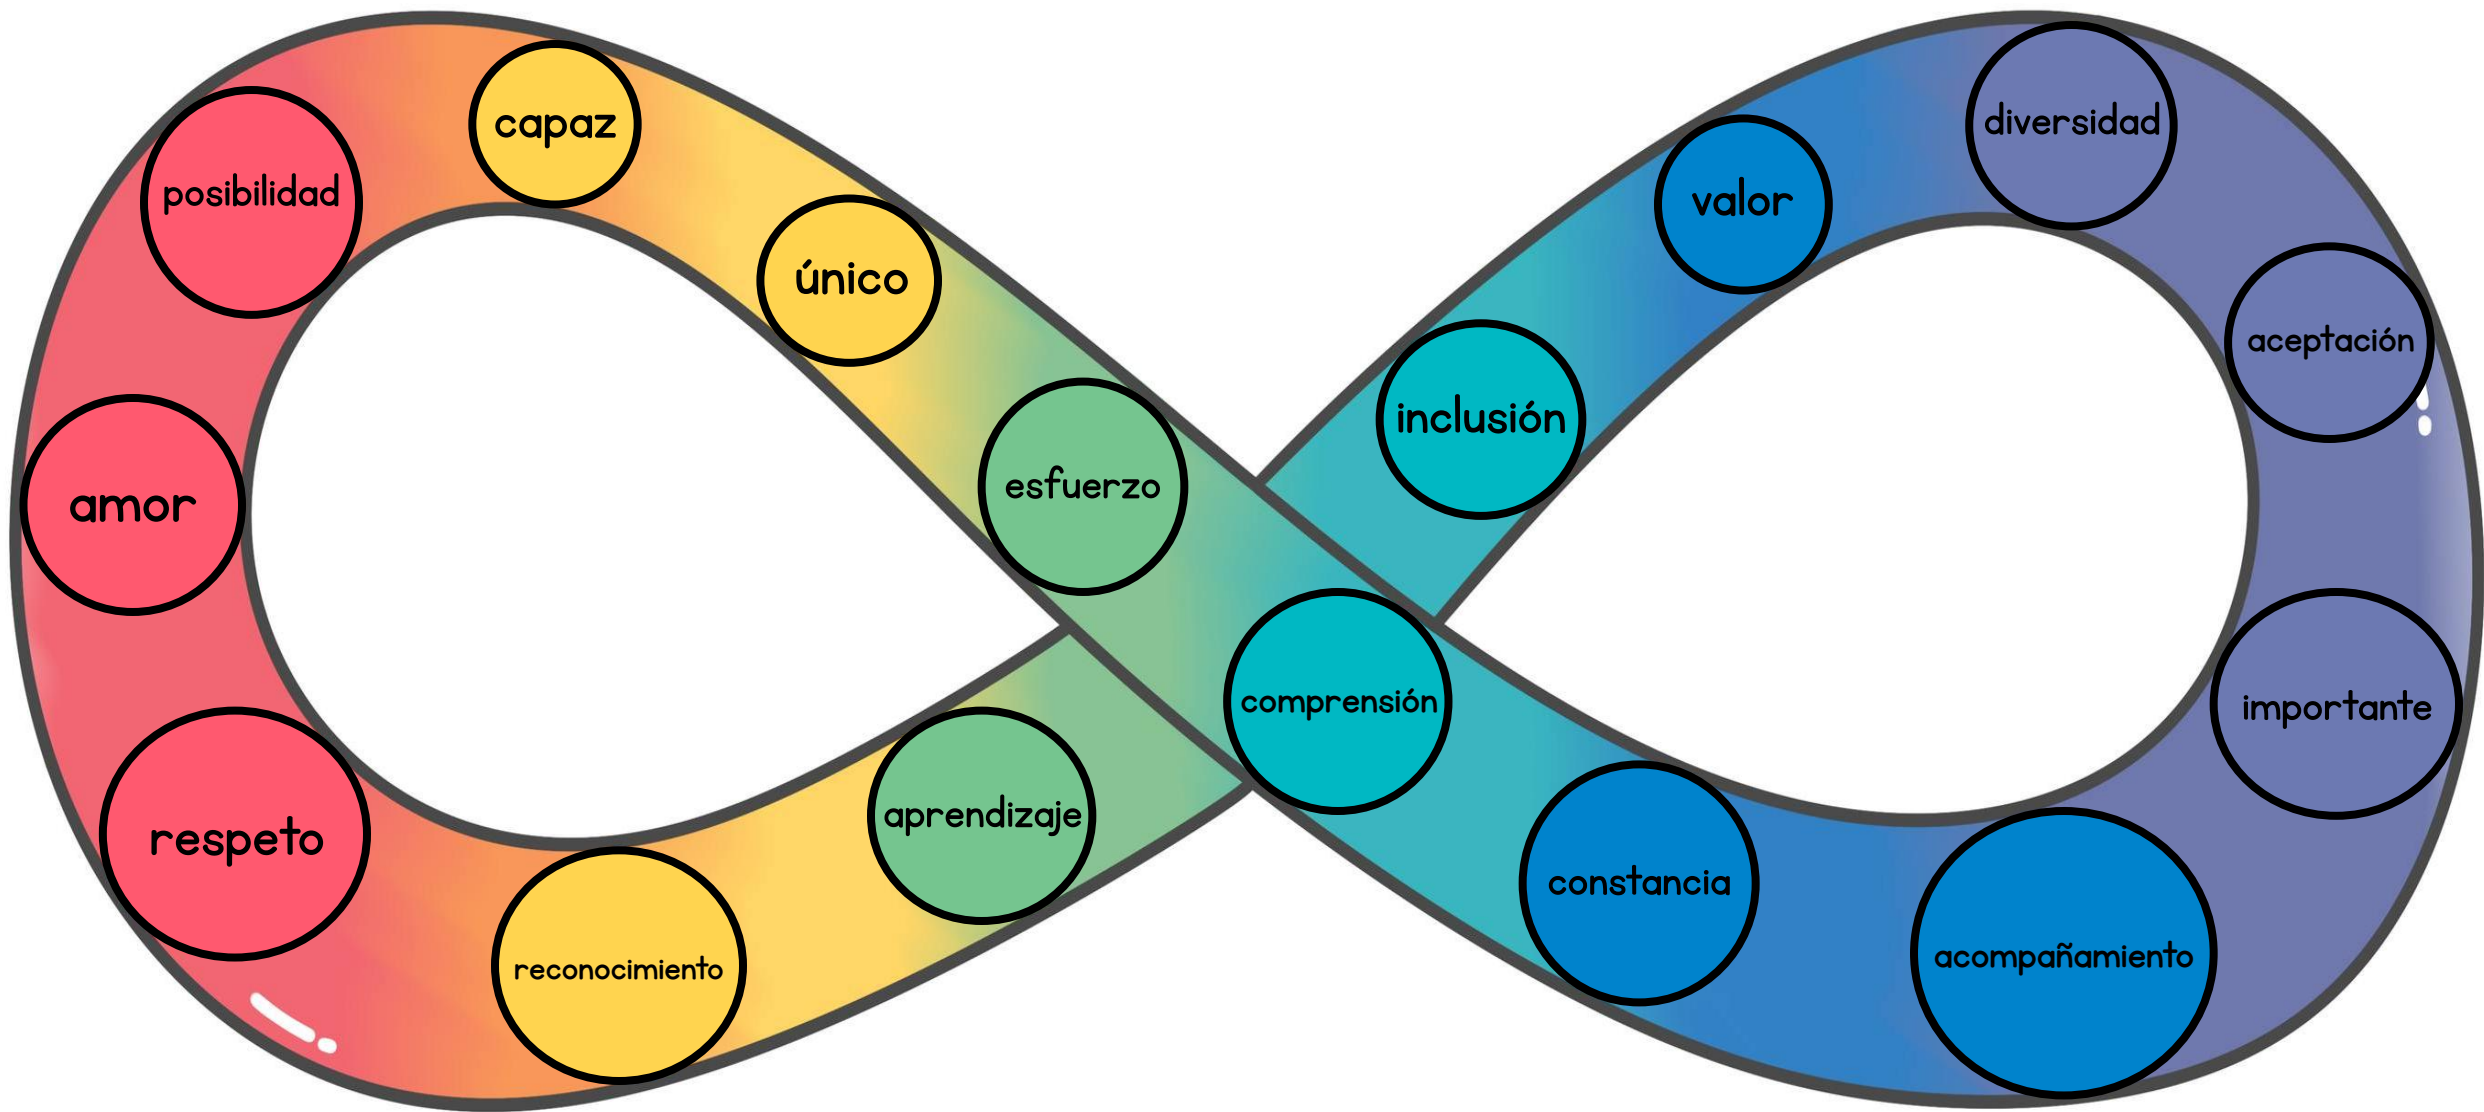 capaz
diversidad
posibilidad
valor
único
aceptación
inclusión
esfuerzo
amor
comprensión
importante
aprendizaje
respeto
constancia
acompañamiento
reconocimiento